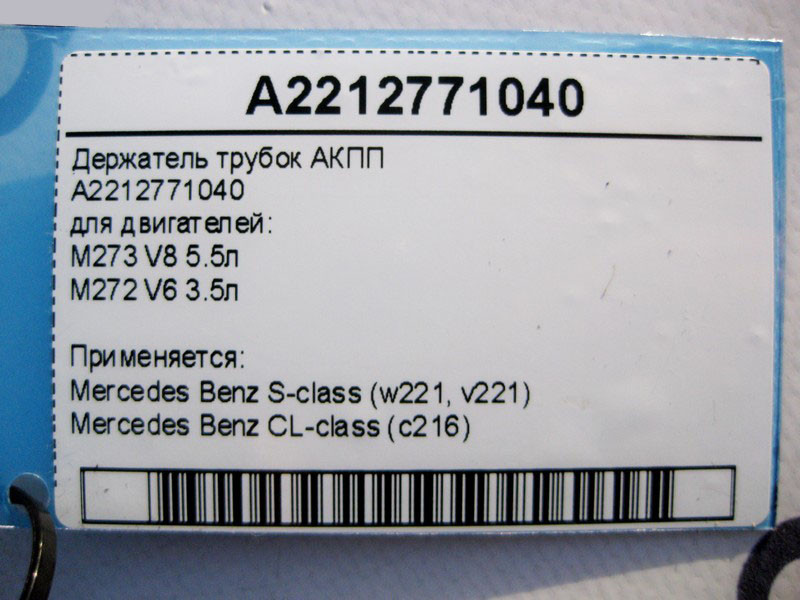 A2212771040
Держатель трубок АКПП
A2212771040
для двигателей:
M273 V8 5.5л
M272 V6 3.5л
Применяется:
Mercedes Benz S-class (w221, v221)
Mercedes Benz CL-class (c216)